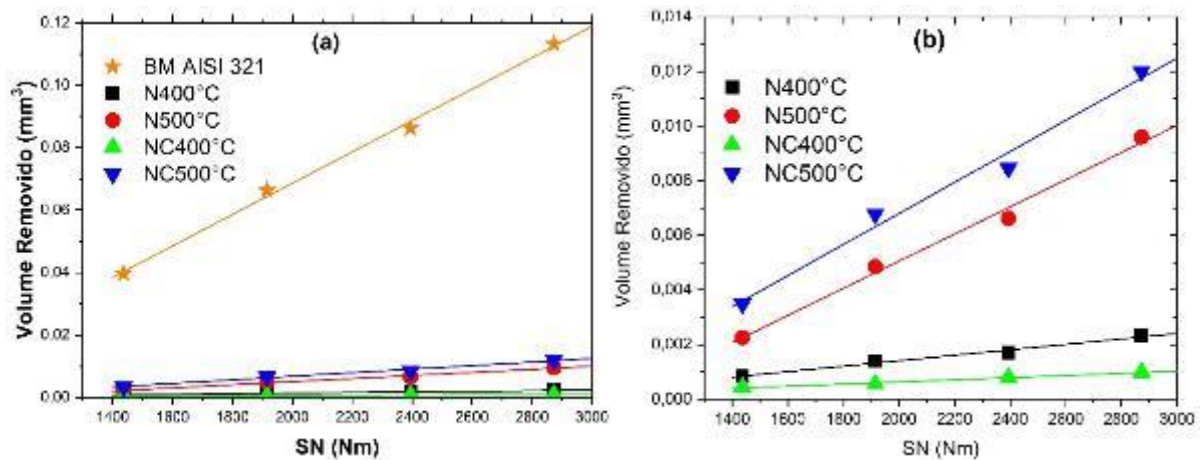 (a)
BM AISI 321
N400°C
N500°C
NC400°C
NC500°C
Volume Removido (mm³)
0.12
0.10
0.08
0.06
0.04
0.02
0.00
1400 1600 1800 2000 2200 2400 2600 2800 3000
SN (Nm)
(b)
N400°C
N500°C
NC400°C
NC500°C
Volume Removido (mm³)
0,014
0,012
0,010
0,008
0,006
0,004
0,002
0,000
1400 1600 1800 2000 2200 2400 2600 2800 3000
SN (Nm)